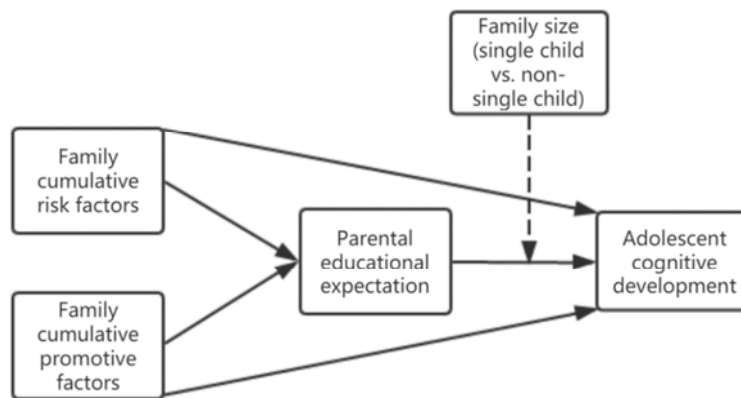 Family size
(single child
vs. non-
single child)
Family
cumulative
risk factors
Parental
educational
expectation
Adolescent
cognitive
development
Family
cumulative
promotive
factors